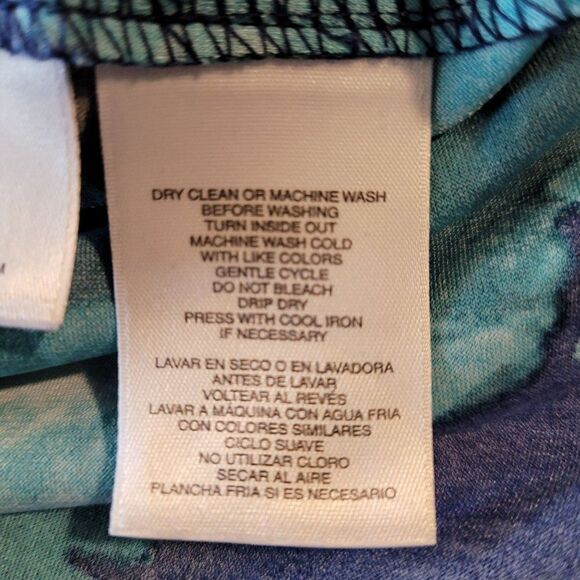 DRY CLEAN OR MACHINE WASH
BEFORE WASHING
TURN INSIDE OUT
MACHINE WASH COLD
WITH LIKE COLORS
GENTLE CYCLE
DO NOT BLEACH
DRIP DRY
PRESS WITH COOL IRON
IF NECESSARY
LAVAR EN SECO O EN LAVADORA
ANTES DE LAVAR
VOLTEAR AL REVÉS
LAVAR A MÁQUINA CON AGUA FRIA
CON COLORES SIMILARES
CICLO SUAVE
NO UTILIZAR CLORO
SECAR AL AIRE
PLANCHA FRIA SI ES NECESARIO
M